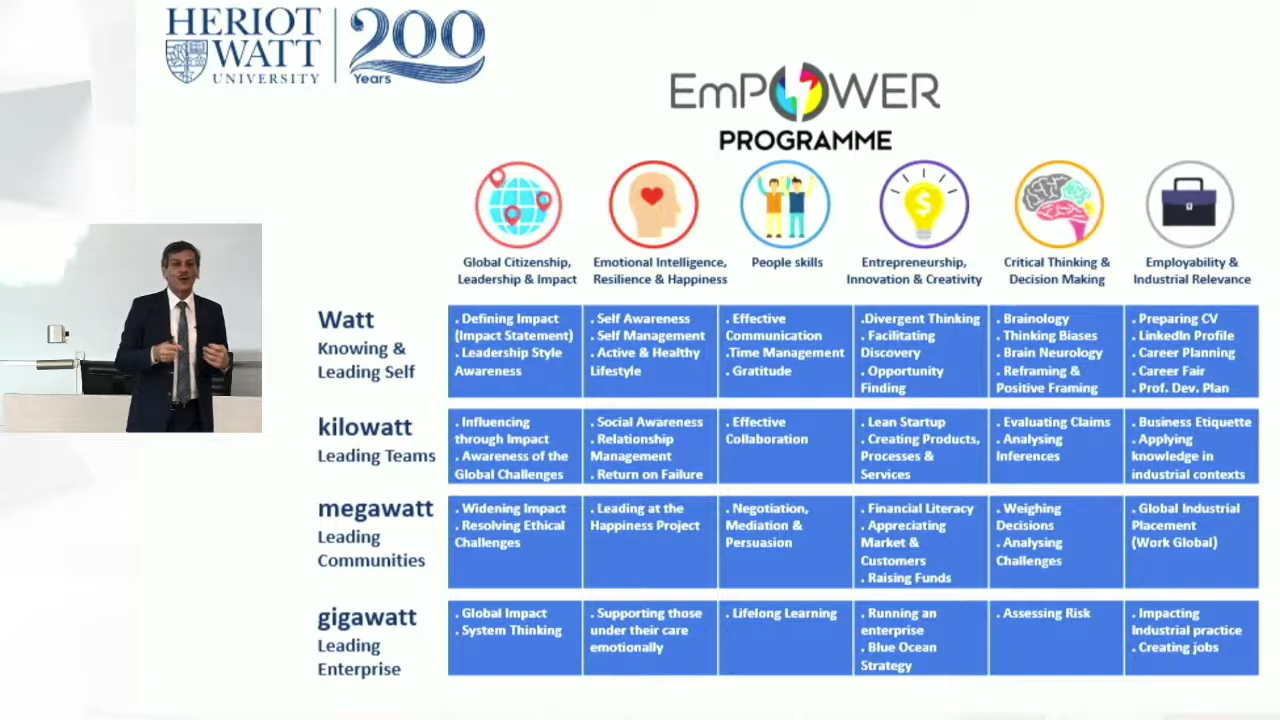 HERIOT
WATT
UNIVERSITY
200
Years
EmPOWER
PROGRAMME
Global Citizenship,
Leadership & Impact
Emotional Intelligence,
Resilience & Happiness
People skills
Entrepreneurship,
Innovation & Creativity
Critical Thinking &
Decision Making
Employability &
Industrial Relevance
Watt
Knowing &
Leading Self
. Defining Impact
(Impact Statement)
. Leadership Style
Awareness
. Self Awareness
. Self Management
. Active & Healthy
Lifestyle
. Effective
Communication
.Time Management
. Gratitude
.Divergent Thinking
. Facilitating
Discovery
. Opportunity
Finding
. Brainology
. Thinking Biases
. Brain Neurology
. Reframing &
Positive Framing
. Preparing CV
. LinkedIn Profile
. Career Planning
. Career Fair
. Prof. Dev. Plan
kilowatt
Leading Teams
. Influencing
through Impact
. Awareness of the
Global Challenges
. Social Awareness
. Relationship
Management
. Return on Failure
. Effective
Collaboration
. Lean Startup
. Creating Products,
Processes &
Services
. Evaluating Claims
. Analysing
Inferences
. Business Etiquette
. Applying
knowledge in
industrial contexts
megawatt
Leading
Communities
. Widening Impact
. Resolving Ethical
Challenges
. Leading at the
Happiness Project
. Negotiation,
Mediation &
Persuasion
. Financial Literacy
. Appreciating
Market &
Customers
. Raising Funds
. Weighing
Decisions
. Analysing
Challenges
. Global Industrial
Placement
(Work Global)
gigawatt
Leading
Enterprise
. Global Impact
. System Thinking
. Supporting those
under their care
emotionally
. Lifelong Learning
. Running an
enterprise
. Blue Ocean
Strategy
. Assessing Risk
. Impacting
Industrial practice
. Creating jobs